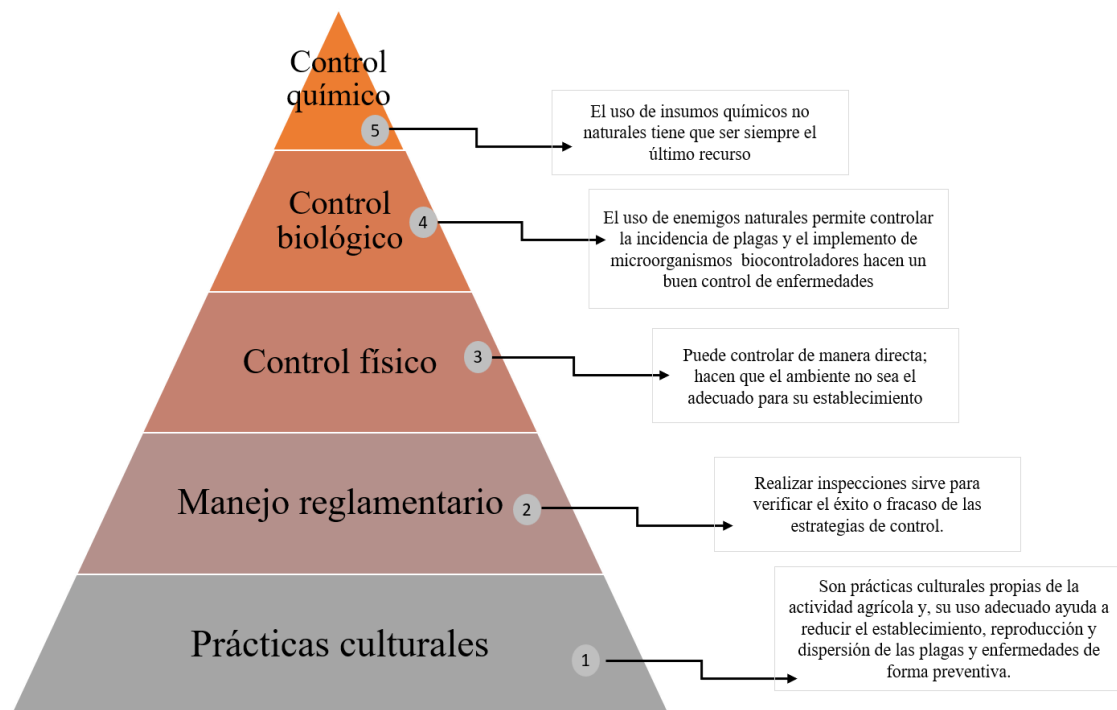 Control
químico
5
El uso de insumos químicos no
naturales tiene que ser siempre el
último recurso
Control
biológico
4
El uso de enemigos naturales permite controlar
la incidencia de plagas y el implemento de
microorganismos biocontroladores hacen un
buen control de enfermedades
Control físico
3
Puede controlar de manera directa;
hacen que el ambiente no sea el
adecuado para su establecimiento
Manejo reglamentario
2
Realizar inspecciones sirve para
verificar el éxito o fracaso de las
estrategias de control.
Prácticas culturales
1
Son prácticas culturales propias de la
actividad agrícola y, su uso adecuado ayuda a
reducir el establecimiento, reproducción y
dispersión de las plagas y enfermedades de
forma preventiva.